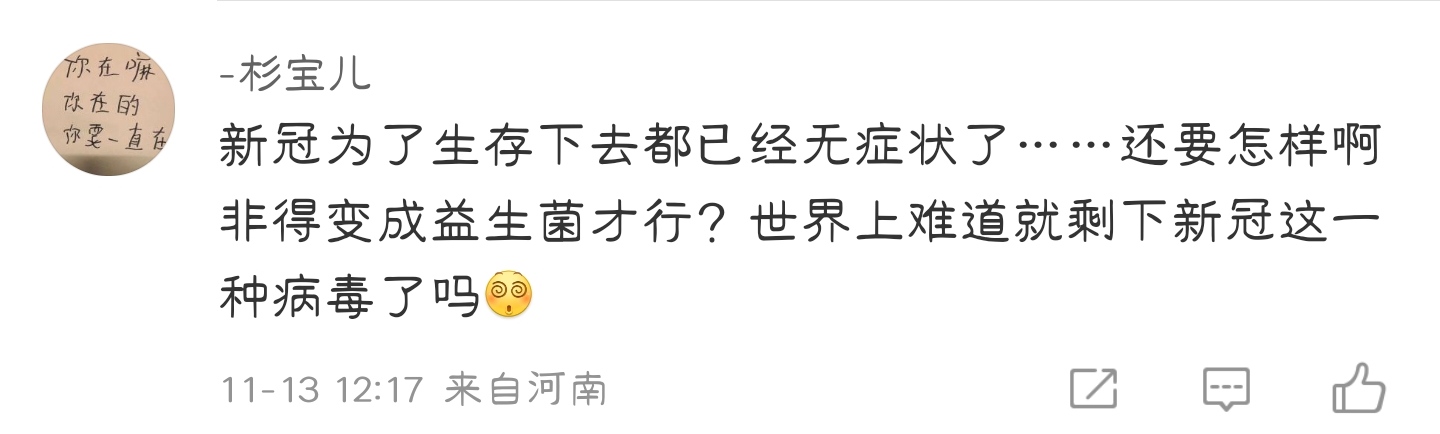 你在嘛
你在的
你要一直在
-杉宝儿
新冠为了生存下去都已经无症状了……还要怎样啊
非得变成益生菌才行？世界上难道就剩下新冠这一
种病毒了吗
11-13 12:17 来自河南